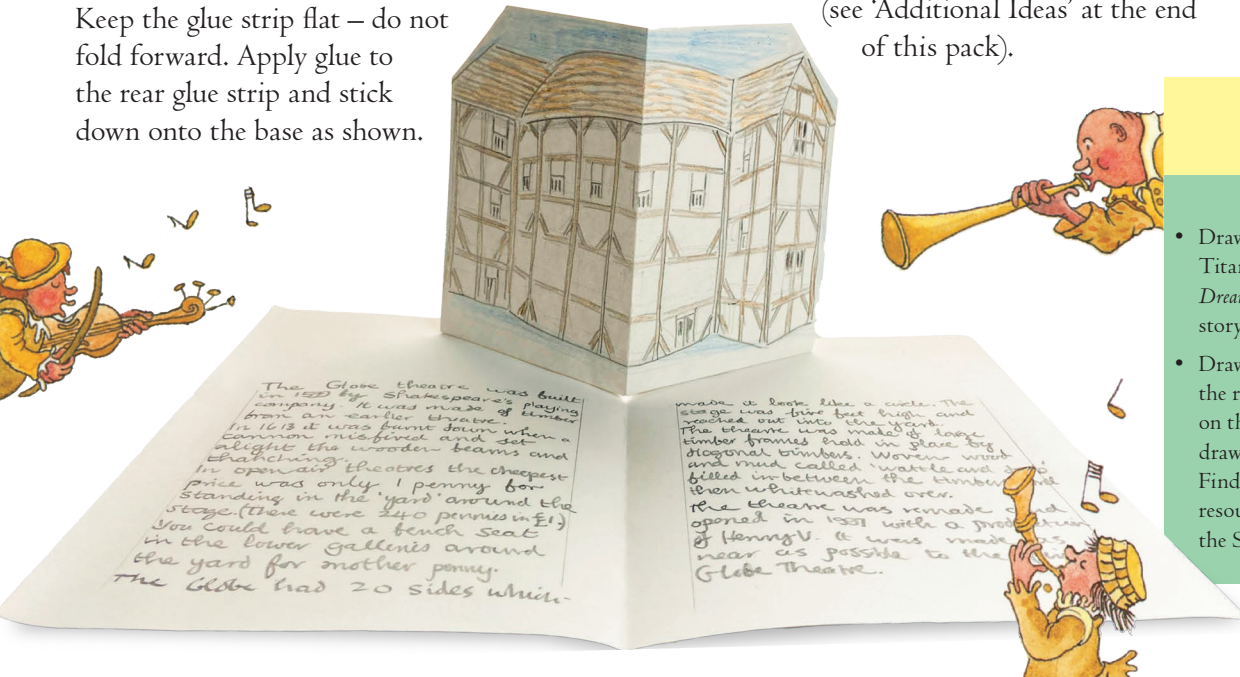 Keep the glue strip flat – do not
fold forward. Apply glue to
the rear glue strip and stick
down onto the base as shown.
(see ‘Additional Ideas’ at the end
of this pack).
The Globe theatre was built
in by Shakespeare's playing
company. It was made of timber
from an earlier theatre.
In 1613 it was burnt down when a
cannon misfired and set
alight the wooden beams and
thatching.
In open air theatres the cheapest
price was only 1 penny for
standing in the 'yard' around the
stage. (There were 240 pennies in £1)
You could have a bench seat
in the lower galleries around
the yard for another penny.
The Globe had 20 sides which
made it look like a circle. The
stage was five feet high and
reached out into the yard.
The theatre was made of large
timber frames held in place by
diagonal timbers. Woven wood
and mud called 'wattle and
filled in between the timber
then whitewashed over.
The theatre was remade
opened in with a
of Henry V. It was made as
near as possible to the
Globe Theatre.
• Draw
Titan
Dream
story
• Draw
the r
on th
draw
Find
resou
the S